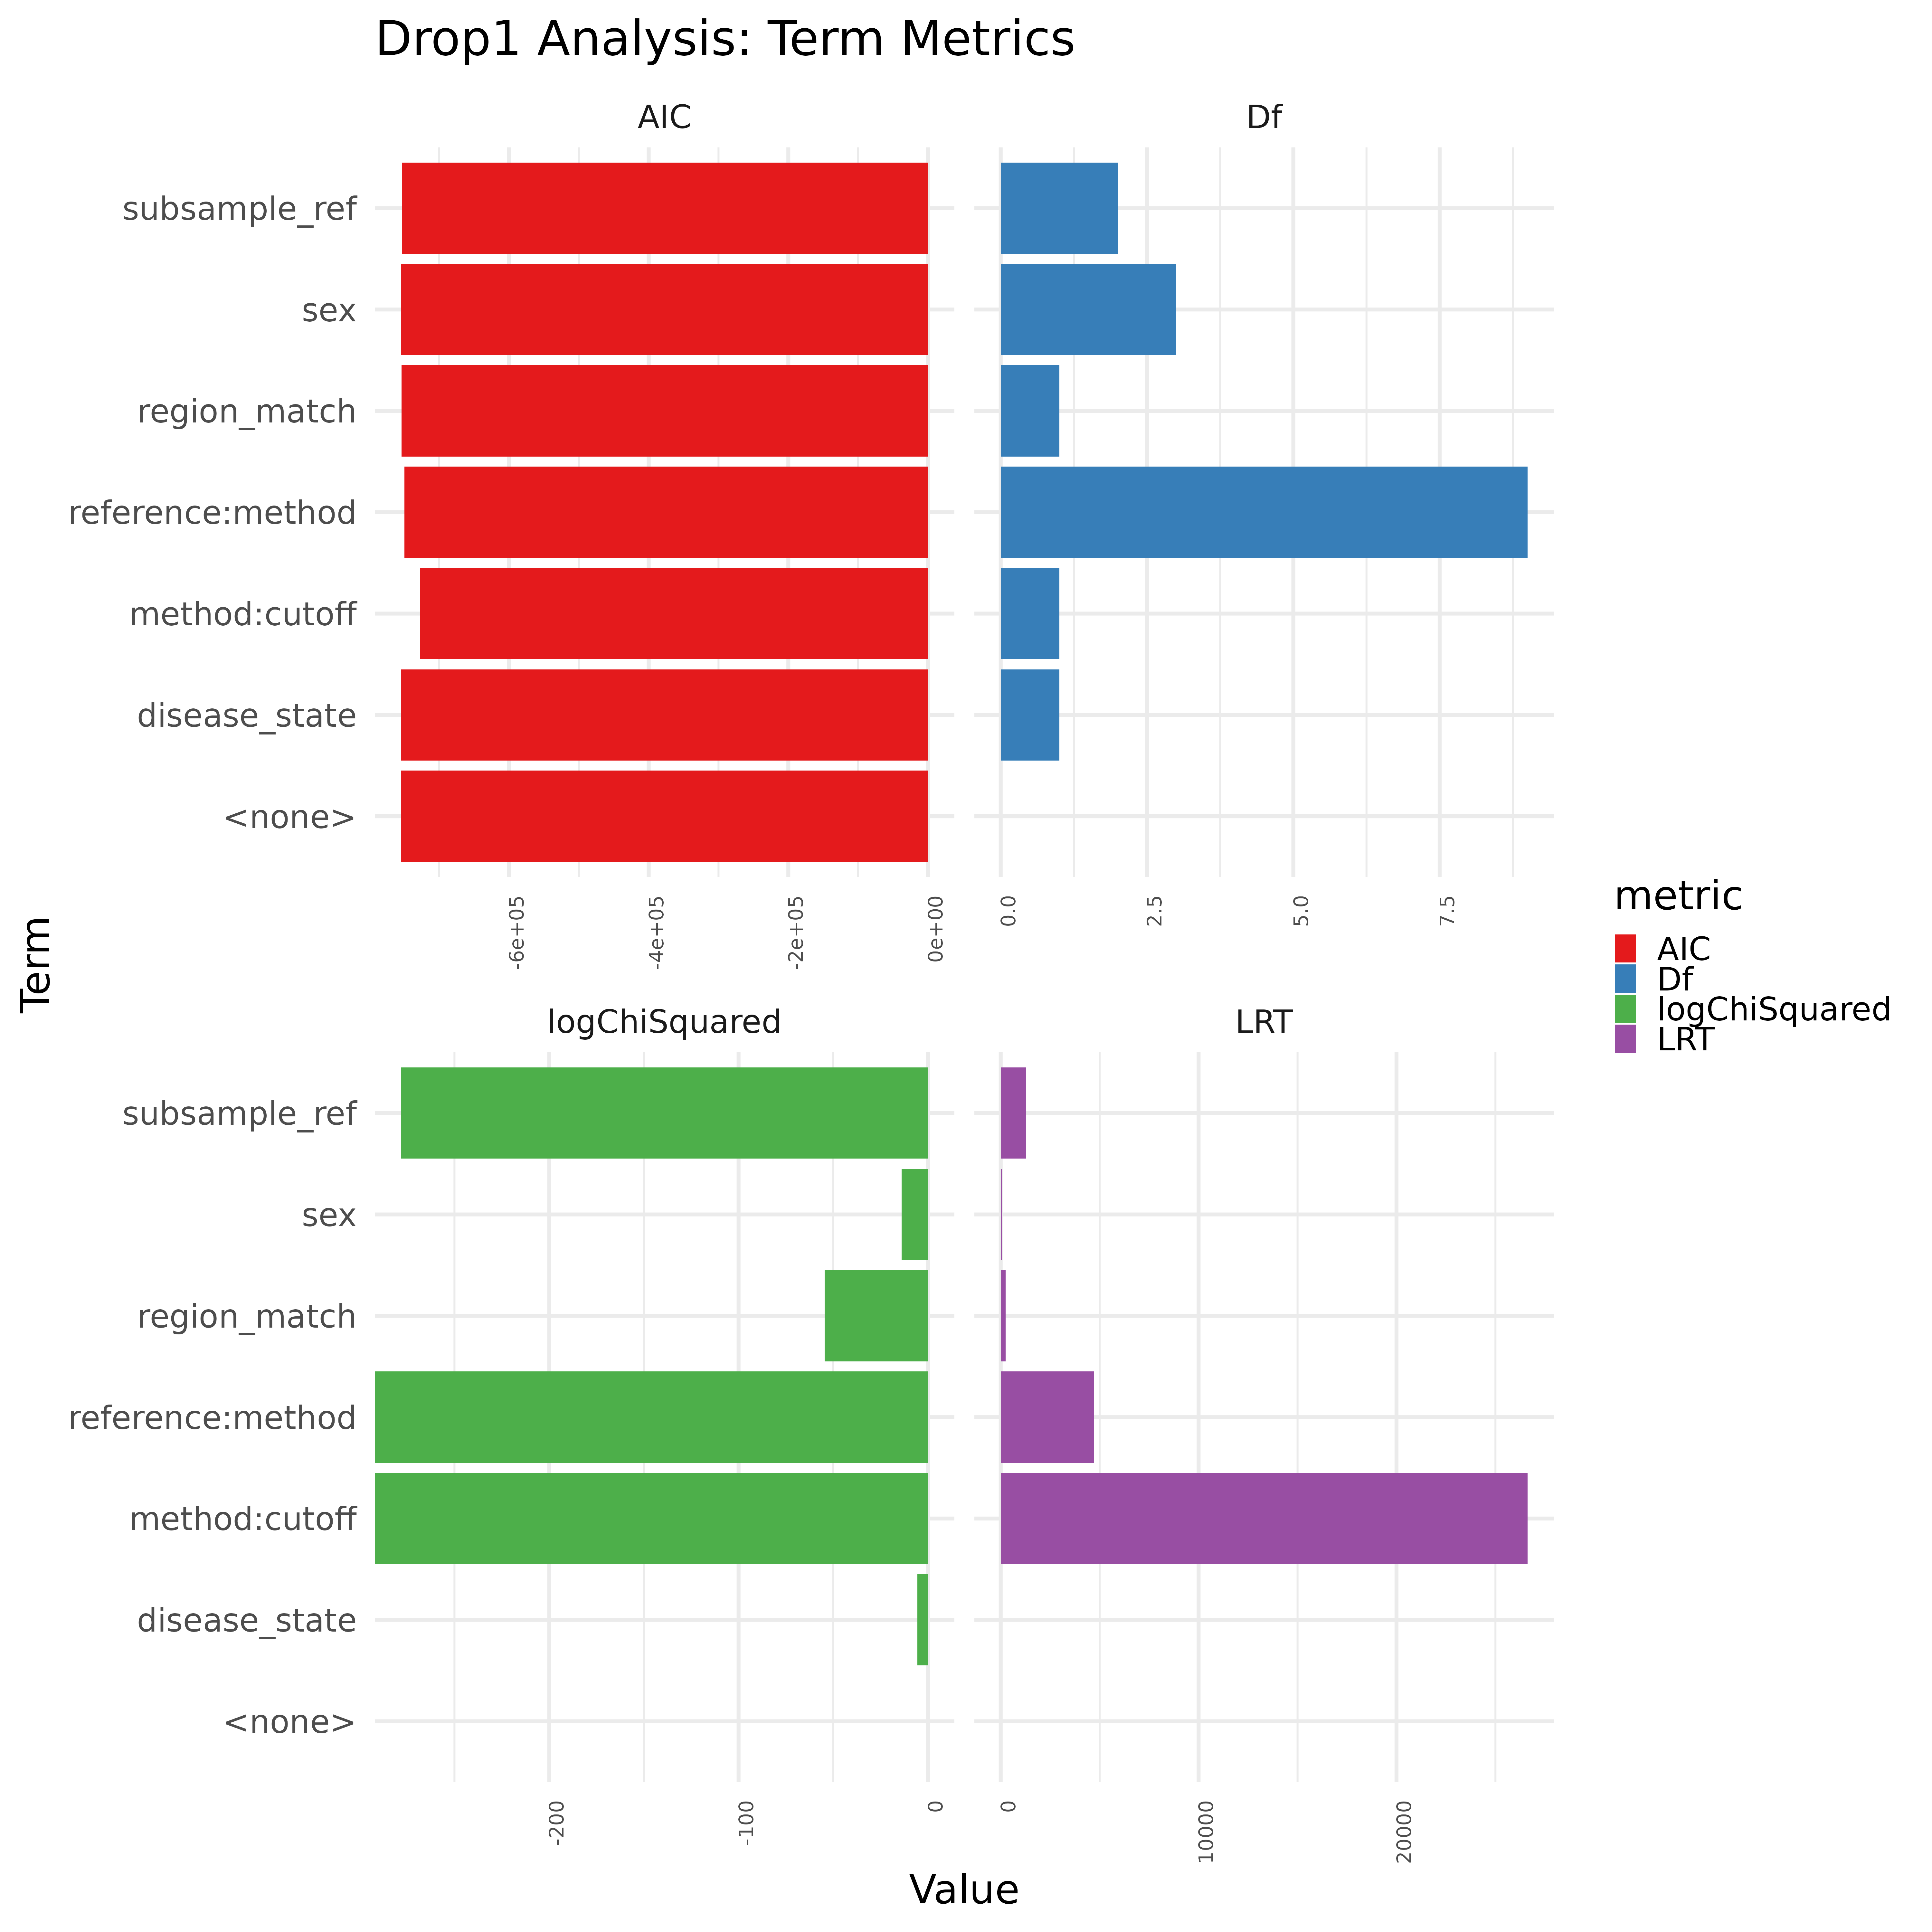 Drop1 Analysis: Term Metrics
AIC
Df
subsample_ref
sex
region_match
reference:method
method:cutoff
disease_state
<none>
-6e+05
-4e+05
-2e+05
0e+00
0.0
2.5
5.0
7.5
Term
logChiSquared
LRT
subsample_ref
sex
region_match
reference:method
method:cutoff
disease_state
<none>
-200
-100
0
0
10000
20000
Value
metric
AIC
Df
logChiSquared
LRT